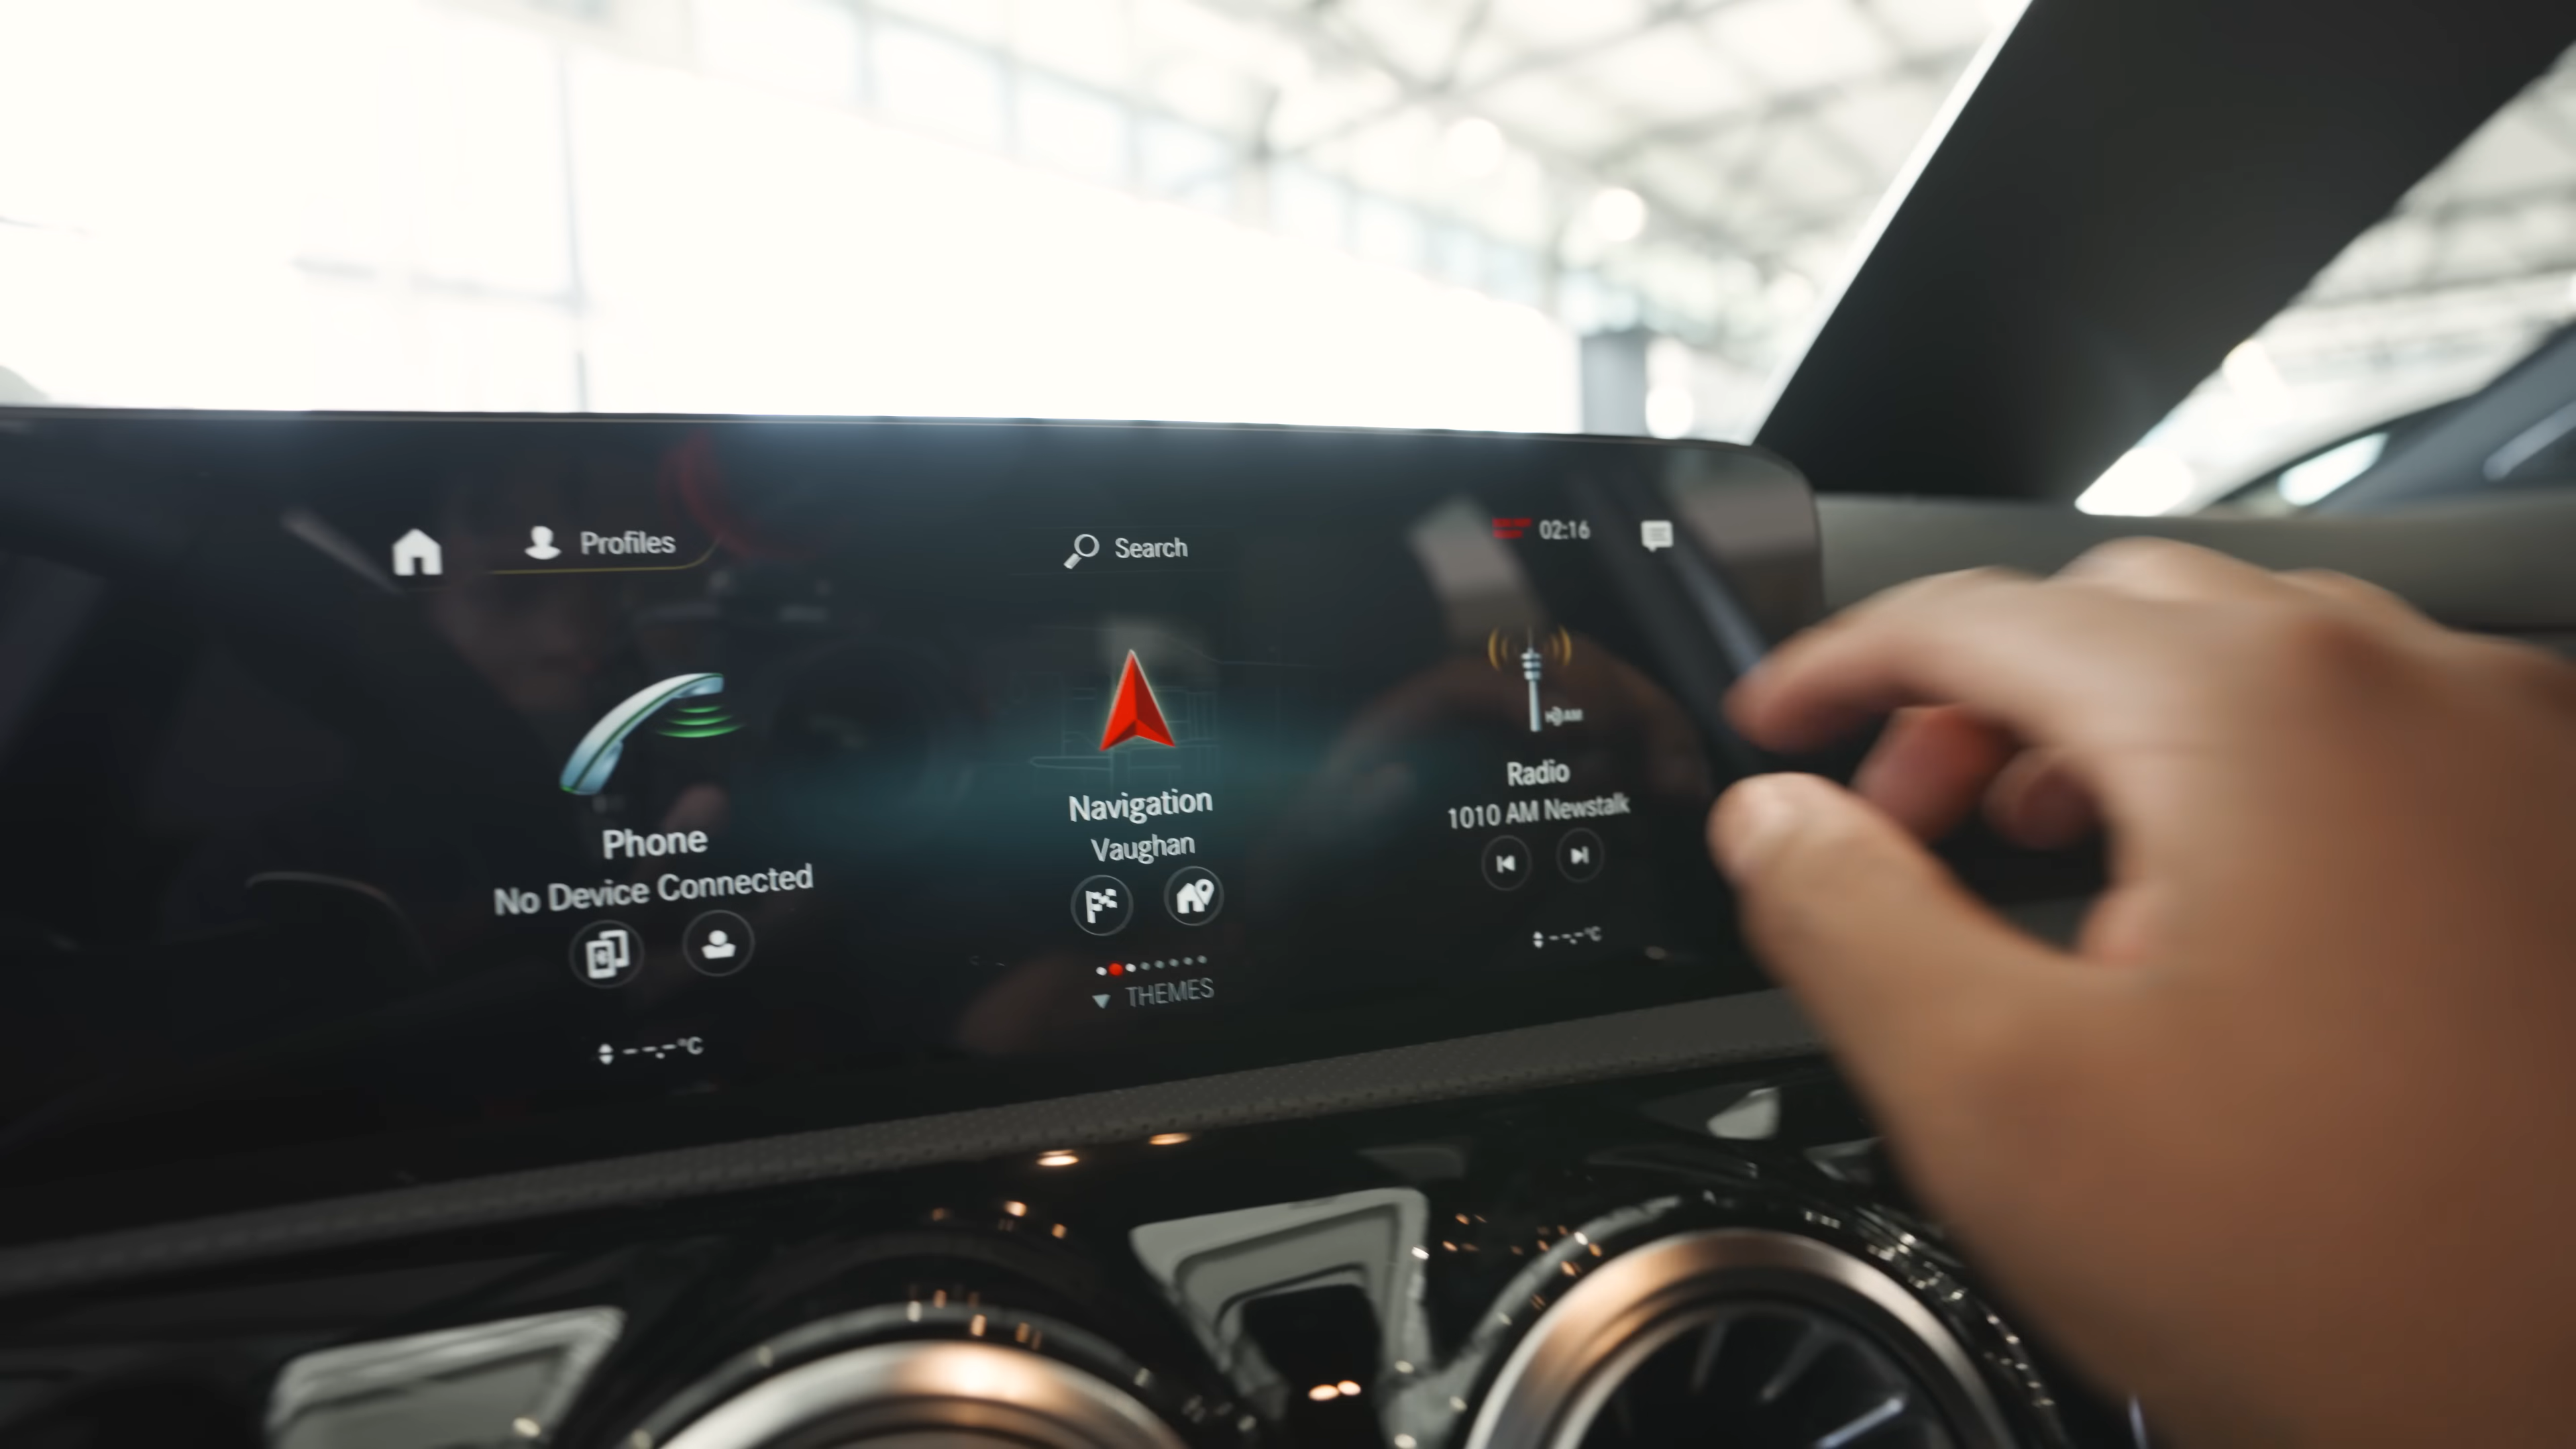 Profiles
Search
02:16
Phone
No Device Connected
Navigation
Vaughan
Radio
1010 AM Newstalk
THEMES
--.-°C
--.-°C